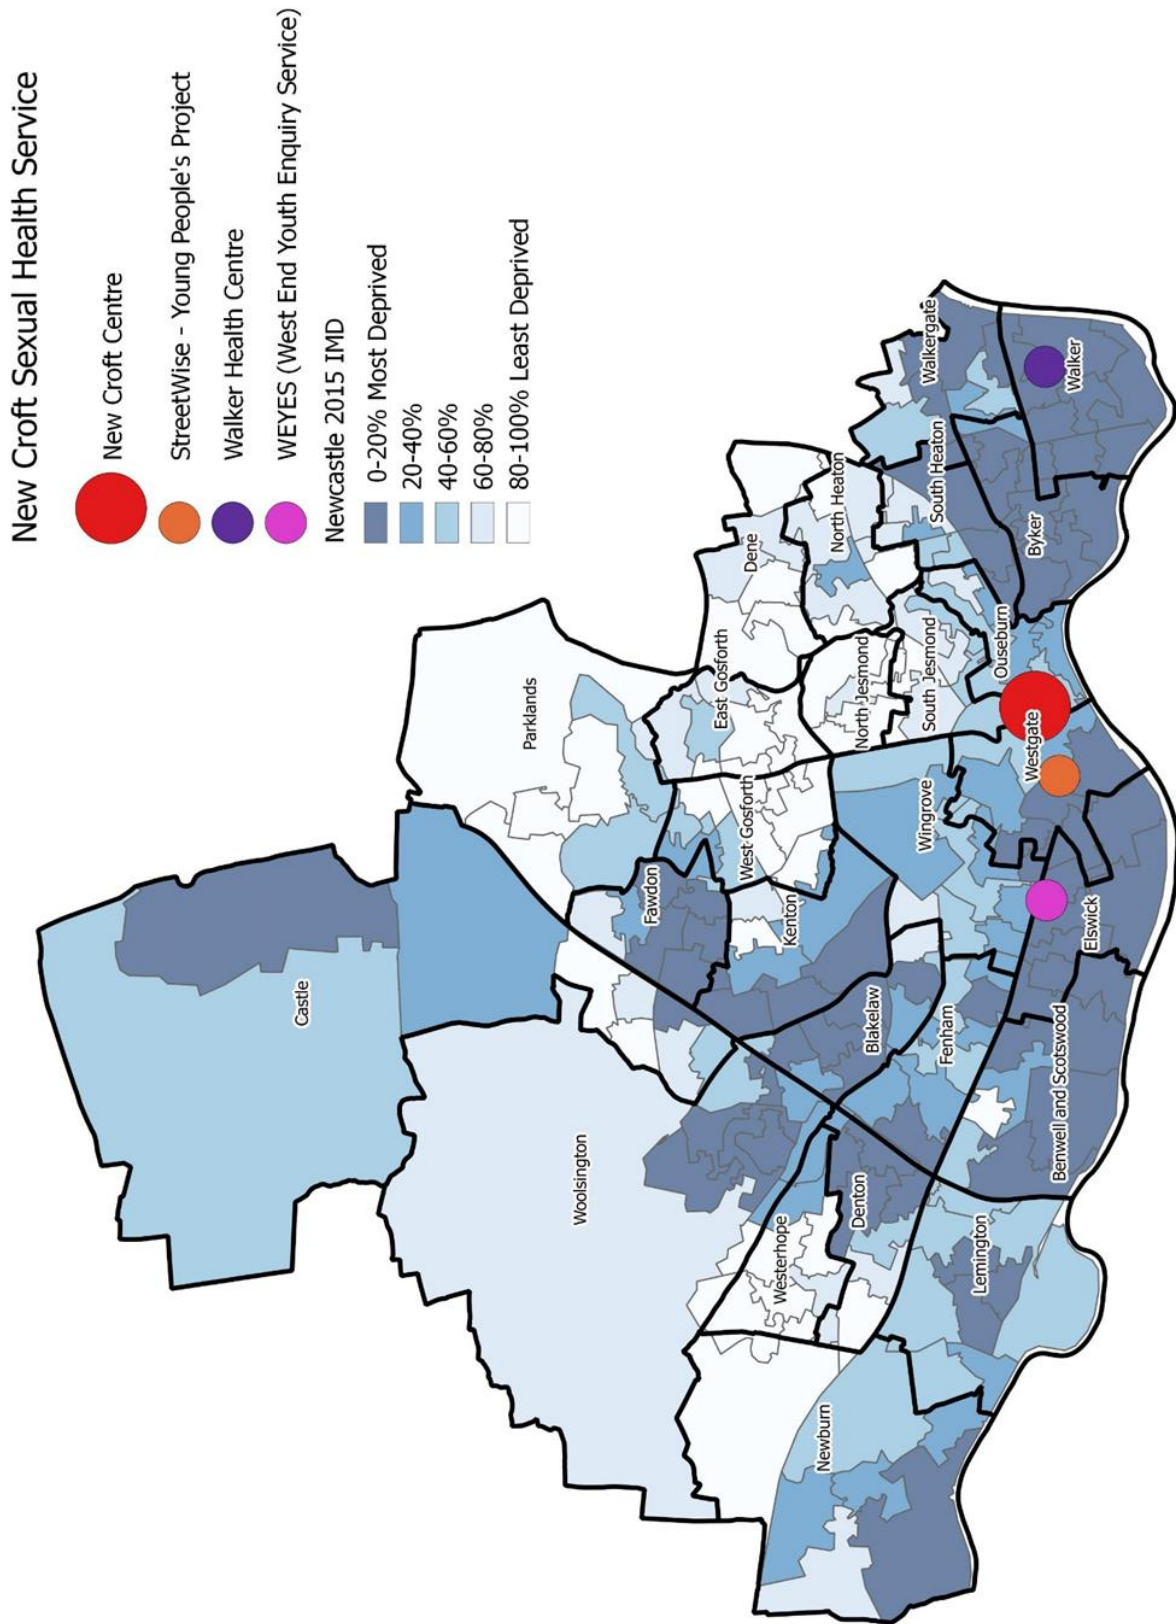 New Croft Sexual Health Service
New Croft Centre
StreetWise - Young People's Project
Walker Health Centre
WEYES (West End Youth Enquiry Service)
Newcastle 2015 IMD
0-20% Most Deprived
20-40%
40-60%
60-80%
80-100% Least Deprived
Castle
Parklands
Woolsington
Fawdon
East Gosforth
Dene
West Gosforth
Kenton
North Heaton
North Jesmond
Blakelaw
Westerhope
Denton
Newburn
Wingrove
South Jesmond
South Heaton
Walkergate
Fenham
Lemington
Ouseburn
Westgate
Byker
Walker
Elswick
Benwell and Scotswood